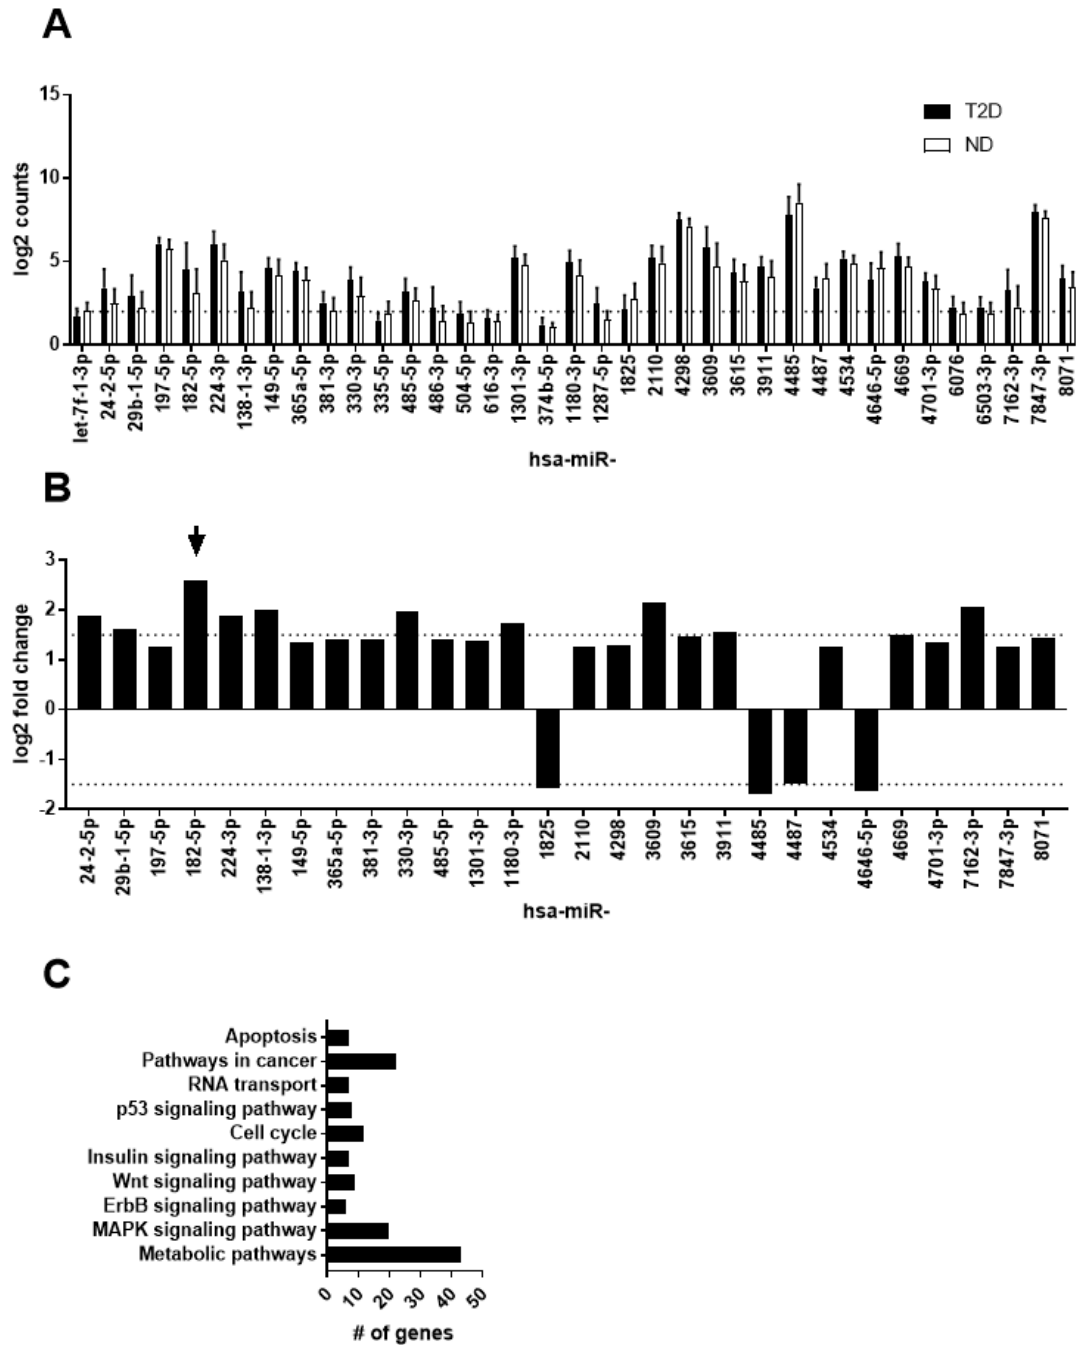 A
15
10
5
0
log2 counts
T2D
ND
let-7f-1-3p
24-2-5p
29b-1-5p
197-5p
182-5p
224-3p
138-1-3p
149-5p
365a-5p
381-3p
330-3p
335-5p
485-5p
486-3p
504-5p
616-3p
1301-3p
374b-5p
1180-3p
1287-5p
1825
2110
4298
3609
3615
3911
4485
4487
4534
4646-5p
4669
4701-3p
6076
6503-3p
7162-3p
7847-3p
8071
hsa-miR-
B
3
2
1
0
-1
-2
log2 fold change
24-2-5p
29b-1-5p
197-5p
182-5p
224-3p
138-1-3p
149-5p
365a-5p
381-3p
330-3p
485-5p
1301-3p
1180-3p
1825
2110
4298
3609
3615
3911
4485
4487
4534
4646-5p
4669
4701-3p
7162-3p
7847-3p
8071
hsa-miR-
C
Apoptosis
Pathways in cancer
RNA transport
p53 signaling pathway
Cell cycle
Insulin signaling pathway
Wnt signaling pathway
ErbB signaling pathway
MAPK signaling pathway
Metabolic pathways
0 10 20 30 40 50
# of genes